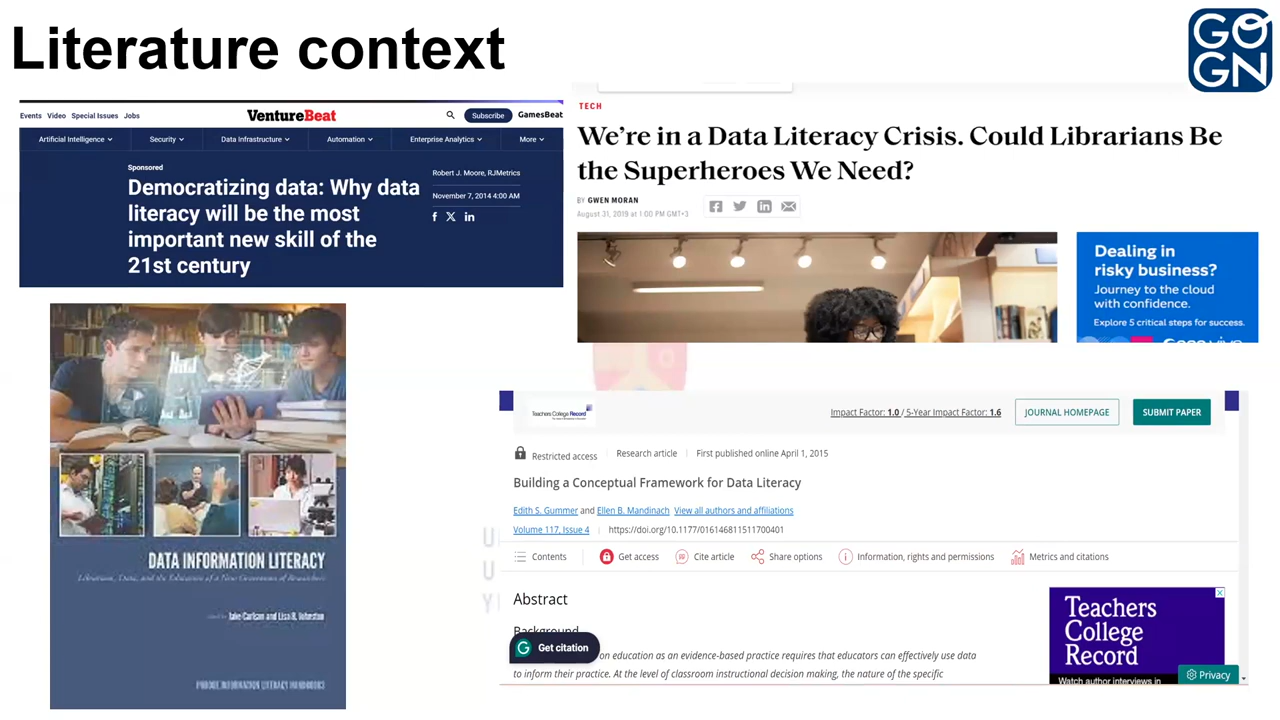 Literature context
GO
GN
Events Video Special Issues Jobs
VentureBeat
Subscribe
GamesBeat
Artificial Intelligence
Security
Data Infrastructure
Automation
Enterprise Analytics
More
Sponsored
Democratizing data: Why data
literacy will be the most
important new skill of the
21st century
Robert J. Moore, RJMetrics
November 7, 2014 4:00 AM
TECH
We're in a Data Literacy Crisis. Could Librarians Be
the Superheroes We Need?
BY GWEN MORAN
August 31, 2019 at 1:00 PM GMT+3
Dealing in
risky business?
Journey to the cloud
with confidence.
Explore 5 critical steps for success.
DATA INFORMATION LITERACY
Librarians, Data, and the Education of a New Generation of Researchers
edited by Jake Carlson and Lisa R. Johnston
PURDUE INFORMATION LITERACY HANDBOOKS
Teachers College Record
Impact Factor: 1.0 / 5-Year Impact Factor: 1.6
JOURNAL HOMEPAGE
SUBMIT PAPER
Restricted access
Research article
First published online April 1, 2015
Building a Conceptual Framework for Data Literacy
Edith S. Gummer and Ellen B. Mandinach View all authors and affiliations
Volume 117, Issue 4
https://doi.org/10.1177/016146811511700401
Contents
Get access
Cite article
Share options
Information, rights and permissions
Metrics and citations
Abstract
Background
Get citation
on education as an evidence-based practice requires that educators can effectively use data
to inform their practice. At the level of classroom instructional decision making, the nature of the specific
Teachers
College
Record
Watch author interviews in
Privacy
U
U
Y